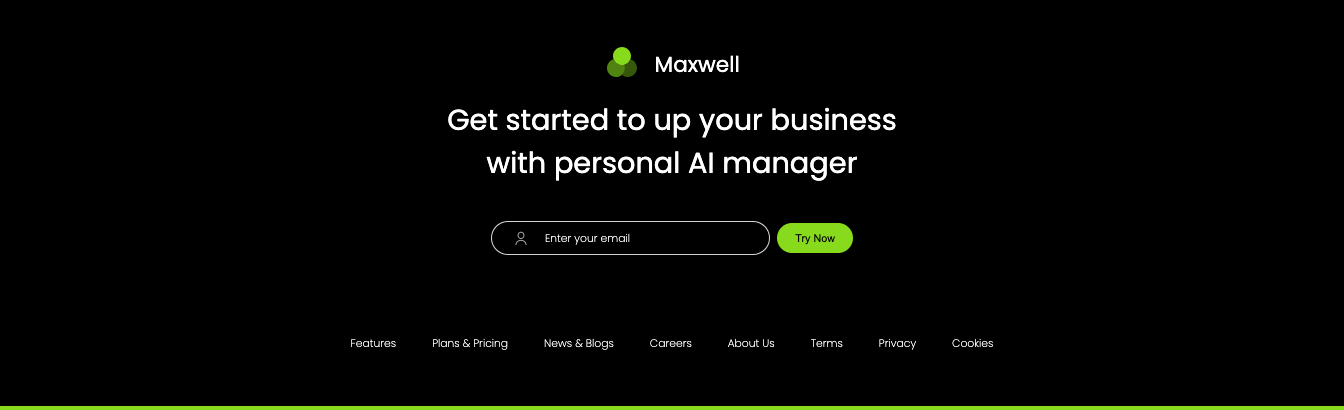 Maxwell
Get started to up your business
with personal AI manager
Enter your email
Try Now
Features
Plans & Pricing
News & Blogs
Careers
About Us
Terms
Privacy
Cookies